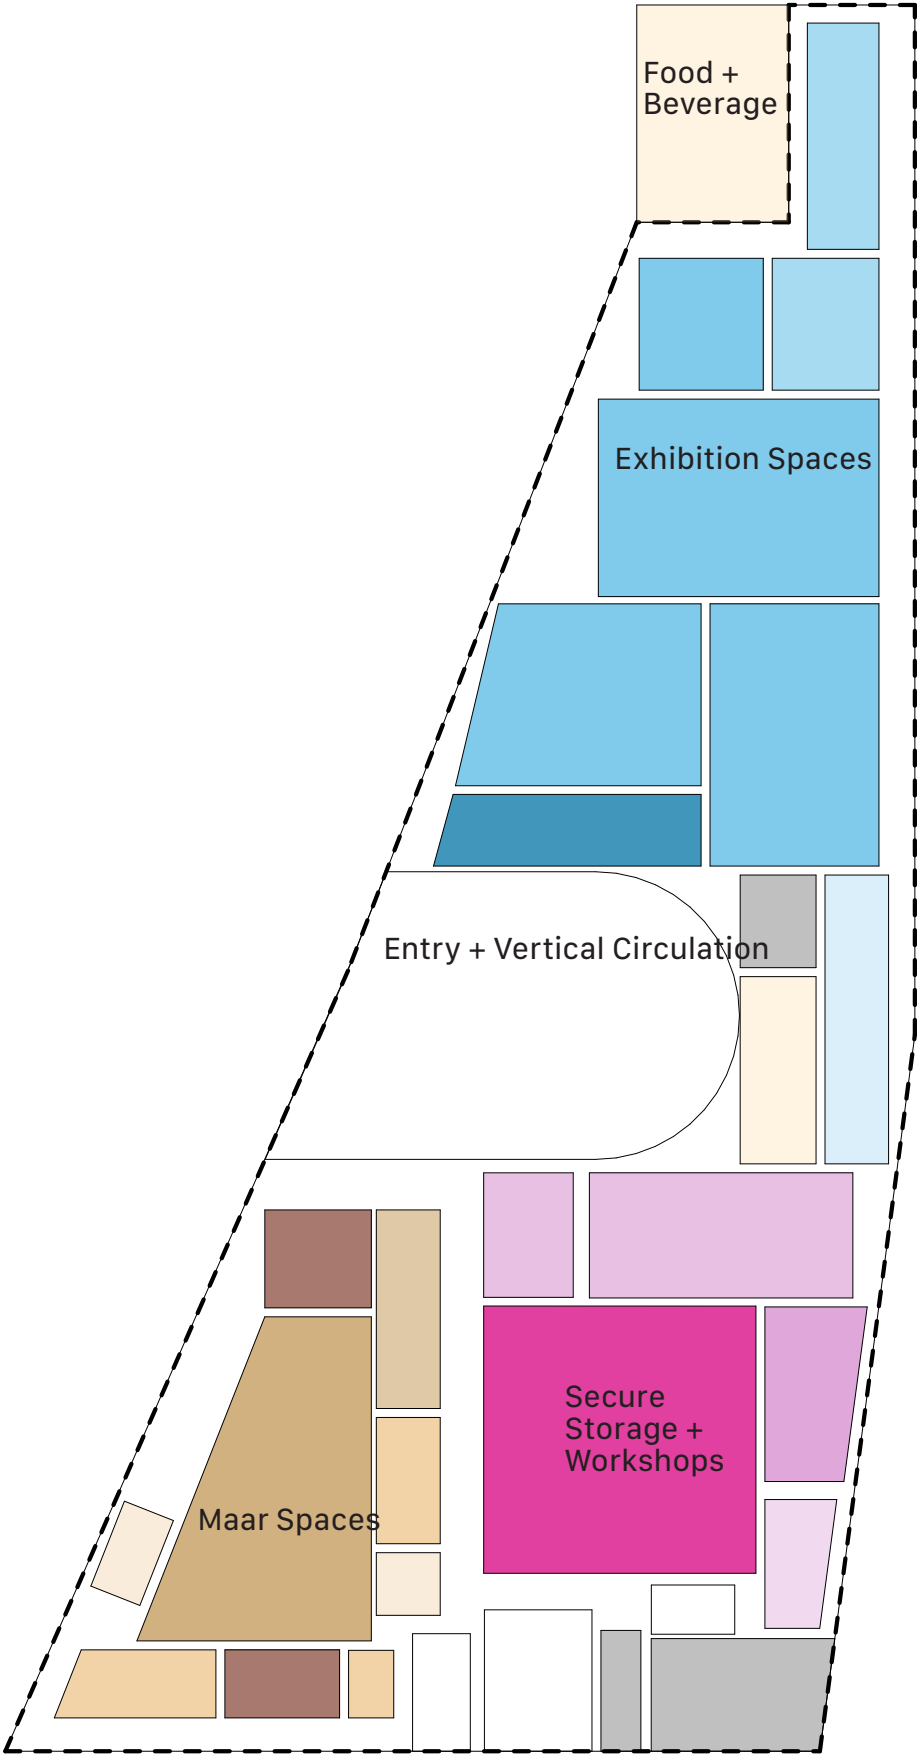 Food +
Beverage
Exhibition Spaces
Entry + Vertical Circulation
Secure
Storage +
Workshops
Maar Spaces